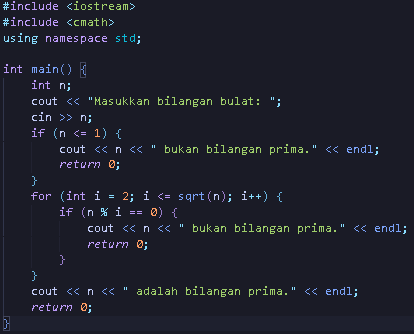 #include <iostream>
#include <cmath>
using namespace std;

int main() {
    int n;
    cout << "Masukkan bilangan bulat: ";
    cin >> n;
    if (n <= 1) {
        cout << n << " bukan bilangan prima." << endl;
        return 0;
    }
    for (int i = 2; i <= sqrt(n); i++) {
        if (n % i == 0) {
            cout << n << " bukan bilangan prima." << endl;
            return 0;
        }
    }
    cout << n << " adalah bilangan prima." << endl;
    return 0;
}